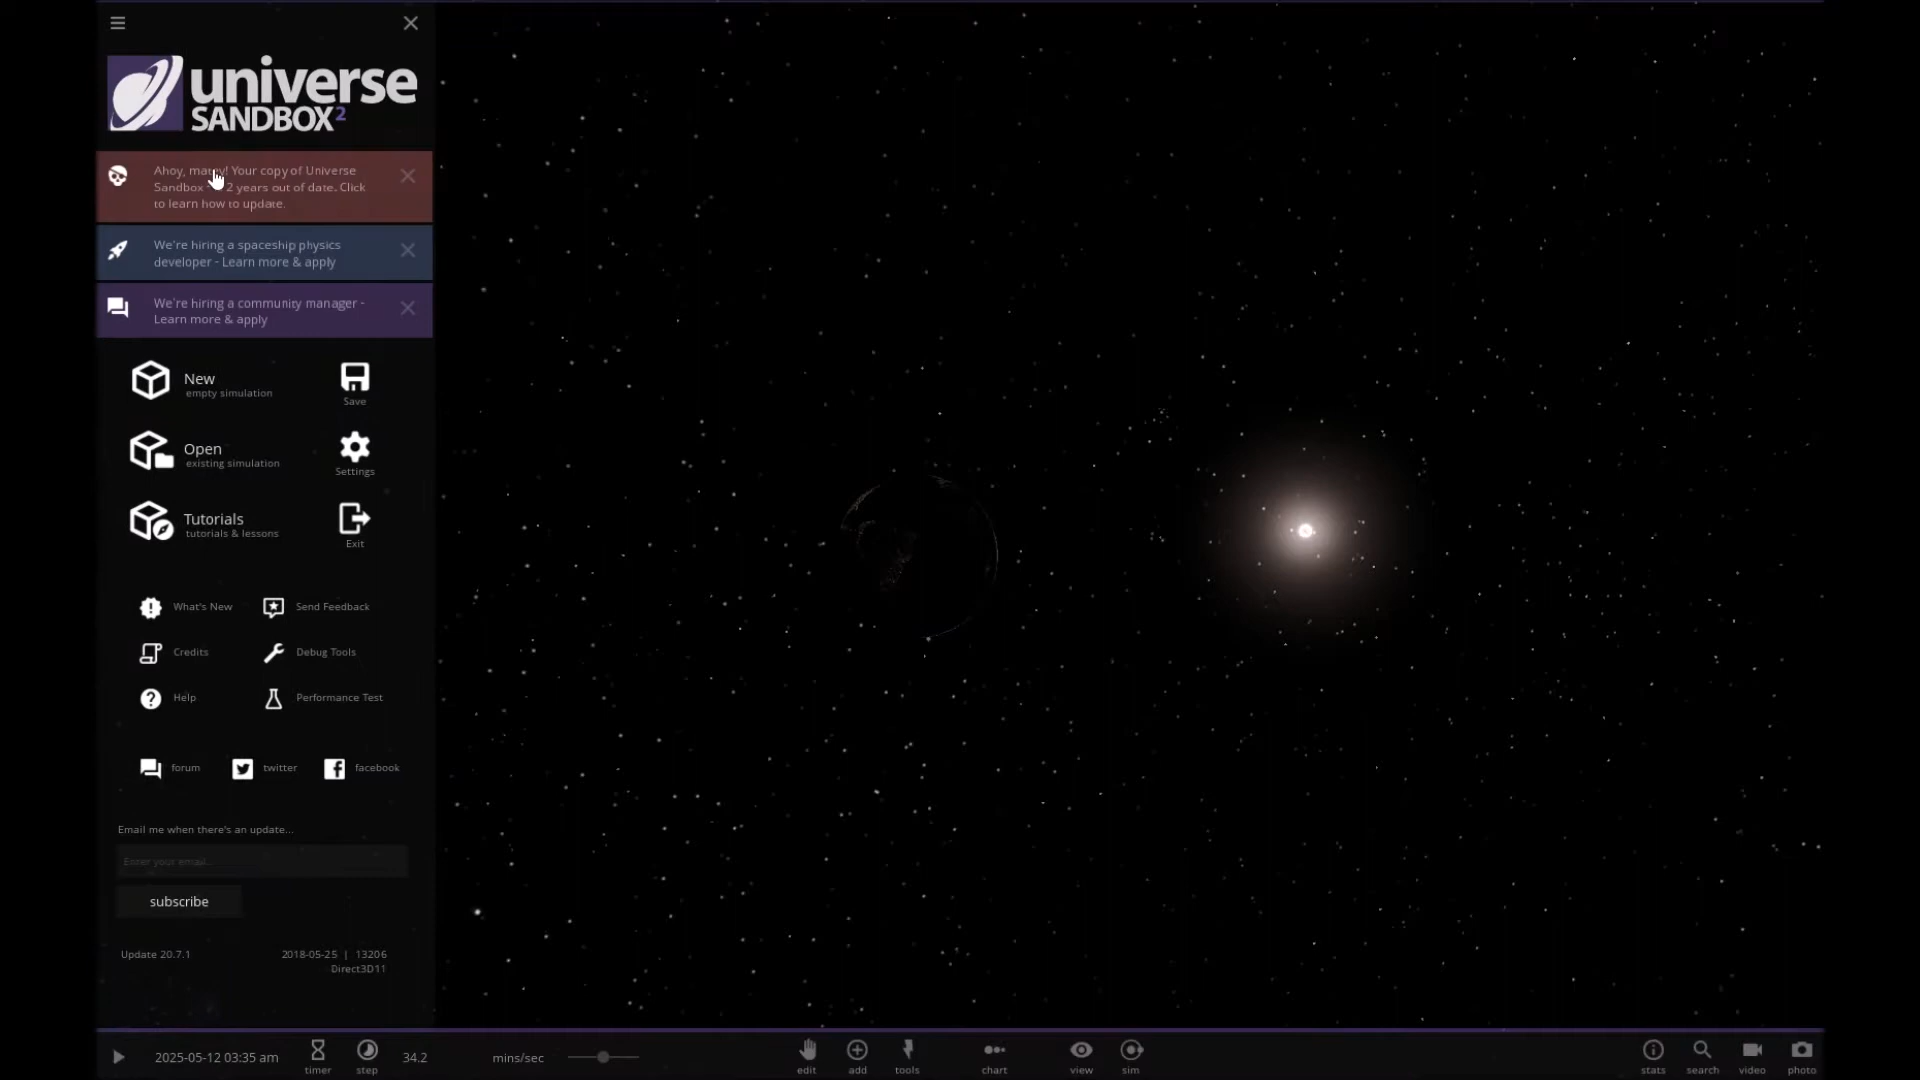 universe
SANDBOX²
Ahoy, matey! Your copy of Universe
Sandbox 2 years out of date. Click
to learn how to update.
We're hiring a spaceship physics
developer - Learn more & apply
We're hiring a community manager -
Learn more & apply
New
empty simulation
Save
Open
existing simulation
Settings
Tutorials
tutorials & lessons
Exit
What's New
Send Feedback
Credits
Debug Tools
Help
Performance Test
forum
twitter
facebook
Email me when there's an update...
Enter your email...
subscribe
Update 20.7.1
2018-05-25 | 13206
Direct3D11
2025-05-12 03:35 am
timer
step
34.2
mins/sec
edit
add
tools
chart
view
sim
stats
search
video
photo